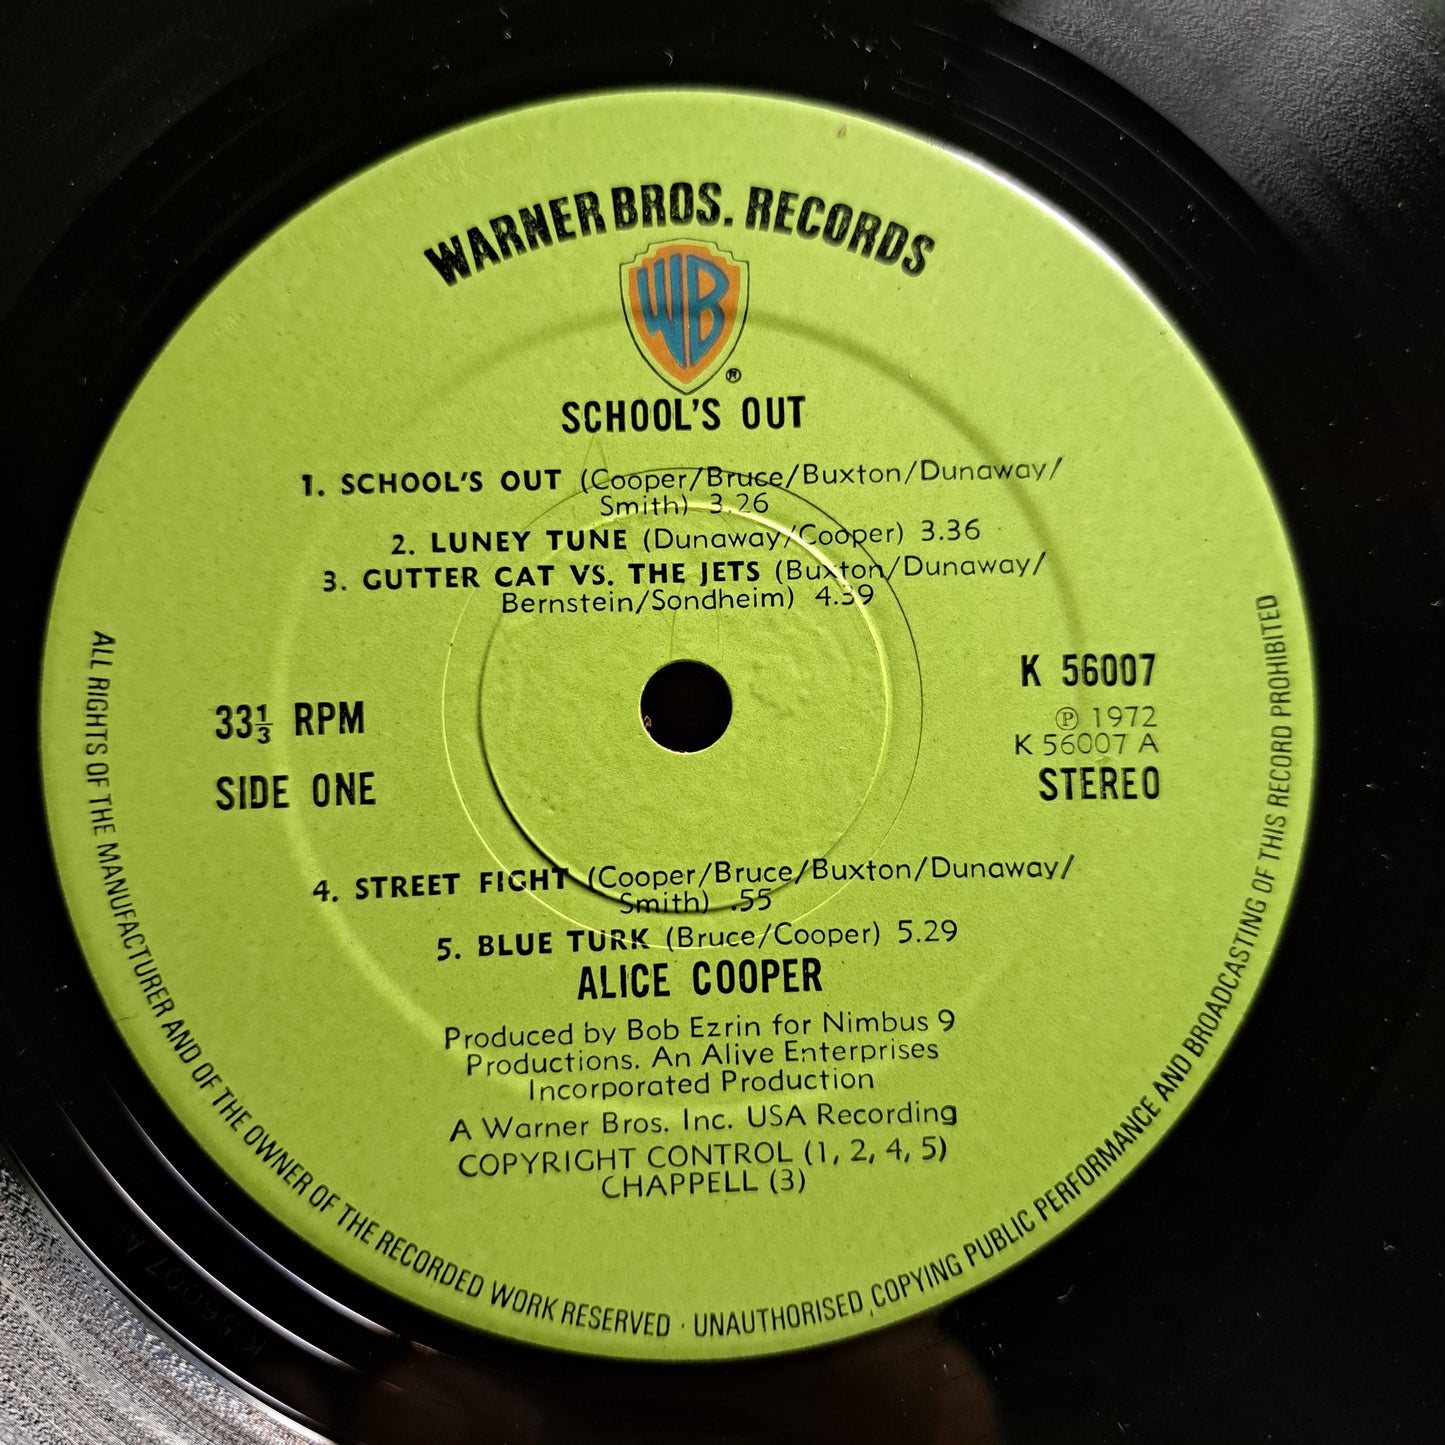 WARNER BROS. RECORDS
WB
®
SCHOOL'S OUT
1. SCHOOL'S OUT (Cooper/Bruce/Buxton/Dunaway/
Smith) 3.26
2. LUNEY TUNE (Dunaway/Cooper) 3.36
3. GUTTER CAT VS. THE JETS (Buxton/Dunaway/
Bernstein/Sondheim) 4.39
33⅓ RPM
SIDE ONE
K 56007
Ⓟ 1972
K 56007 A
STEREO
4. STREET FIGHT (Cooper/Bruce/Buxton/Dunaway/
Smith) .55
5. BLUE TURK (Bruce/Cooper) 5.29
ALICE COOPER
Produced by Bob Ezrin for Nimbus 9
Productions. An Alive Enterprises
Incorporated Production
A Warner Bros. Inc. USA Recording
COPYRIGHT CONTROL (1, 2, 4, 5)
CHAPPELL (3)
ALL RIGHTS OF THE MANUFACTURER AND OF THE OWNER OF THE RECORDED WORK RESERVED · UNAUTHORISED COPYING PUBLIC PERFORMANCE AND BROADCASTING OF THIS RECORD PROHIBITED